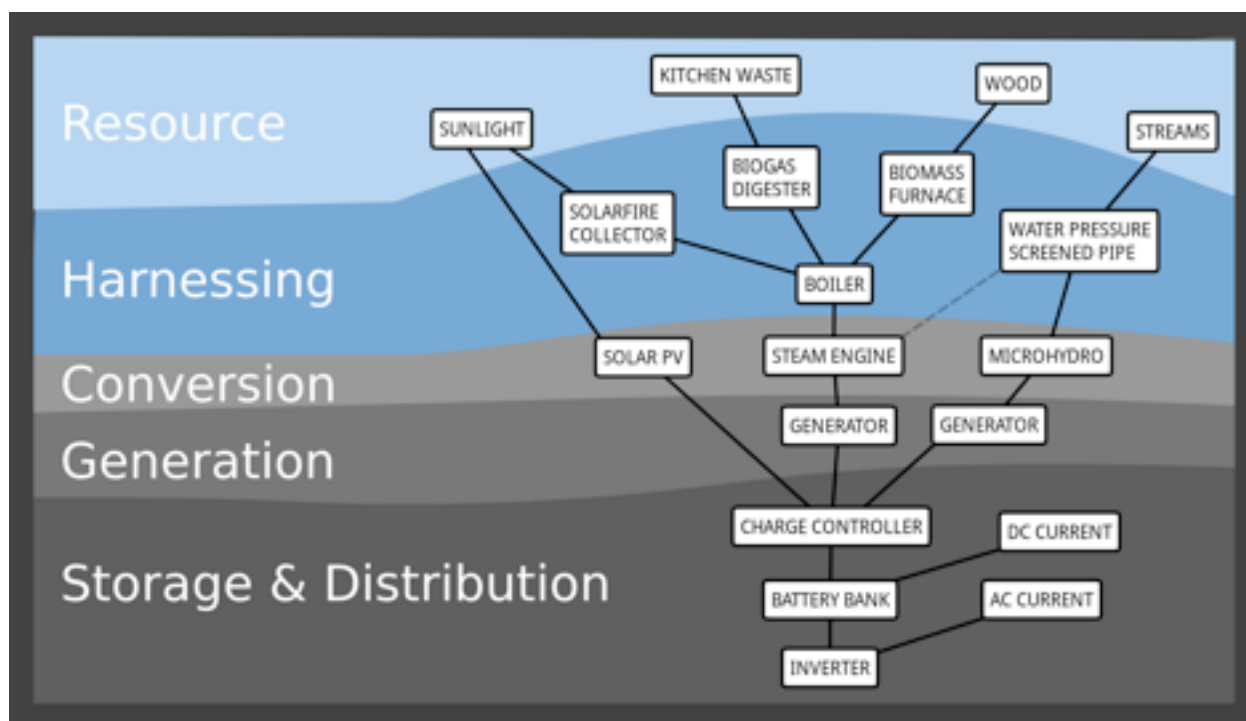 Resource
Harnessing
Conversion
Generation
Storage & Distribution
KITCHEN WASTE
WOOD
SUNLIGHT
STREAMS
BIOGAS
DIGESTER
BIOMASS
FURNACE
SOLARFIRE
COLLECTOR
WATER PRESSURE
SCREENED PIPE
BOILER
SOLAR PV
STEAM ENGINE
MICROHYDRO
GENERATOR
GENERATOR
CHARGE CONTROLLER
DC CURRENT
BATTERY BANK
AC CURRENT
INVERTER